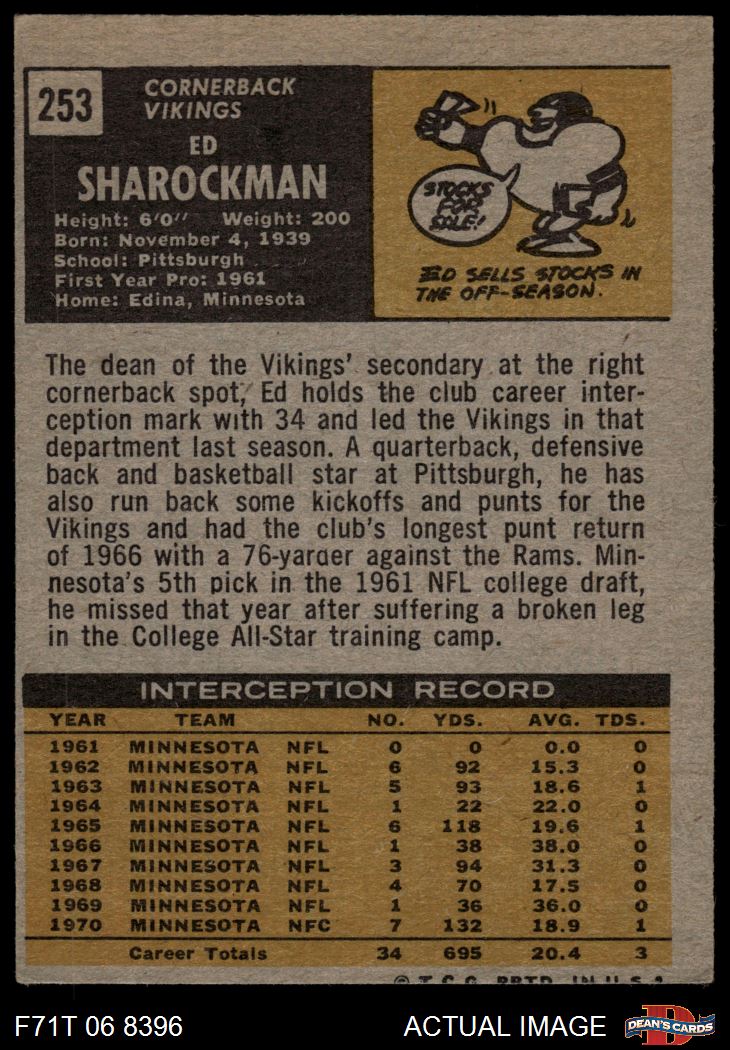 253
CORNERBACK
VIKINGS
ED
SHAROCKMAN
Height: 6'0" Weight: 200
Born: November 4, 1939
School: Pittsburgh
First Year Pro: 1961
Home: Edina, Minnesota
STOCKS
FOR
SALE!
ED SELLS STOCKS IN
THE OFF-SEASON.
The dean of the Vikings' secondary at the right
cornerback spot, Ed holds the club career inter-
ception mark with 34 and led the Vikings in that
department last season. A quarterback, defensive
back and basketball star at Pittsburgh, he has
also run back some kickoffs and punts for the
Vikings and had the club's longest punt return
of 1966 with a 76-yarder against the Rams. Min-
nesota's 5th pick in the 1961 NFL college draft,
he missed that year after suffering a broken leg
in the College All-Star training camp.
INTERCEPTION RECORD
YEAR TEAM NO. YDS. AVG. TDS.
1961 MINNESOTA NFL 0 0 0.0 0
1962 MINNESOTA NFL 6 92 15.3 0
1963 MINNESOTA NFL 5 93 18.6 1
1964 MINNESOTA NFL 1 22 22.0 0
1965 MINNESOTA NFL 6 118 19.6 1
1966 MINNESOTA NFL 1 38 38.0 0
1967 MINNESOTA NFL 3 94 31.3 0
1968 MINNESOTA NFL 4 70 17.5 0
1969 MINNESOTA NFL 1 36 36.0 0
1970 MINNESOTA NFC 7 132 18.9 1
Career Totals 34 695 20.4 3
© T.C.G. PRTD. IN U.S.A.
F71T 06 8396 ACTUAL IMAGE
D
DEAN'S CARDS